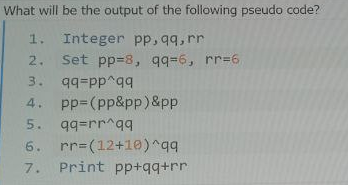 What will be the output of the following pseudo code?
1. Integer pp,qq,rr
2. Set pp=8, qq=6, rr=6
3. qq=pp^qq
4. pp=(pp&pp)&pp
5. qq=rr^qq
6. rr=(12+10)^qq
7. Print pp+qq+rr